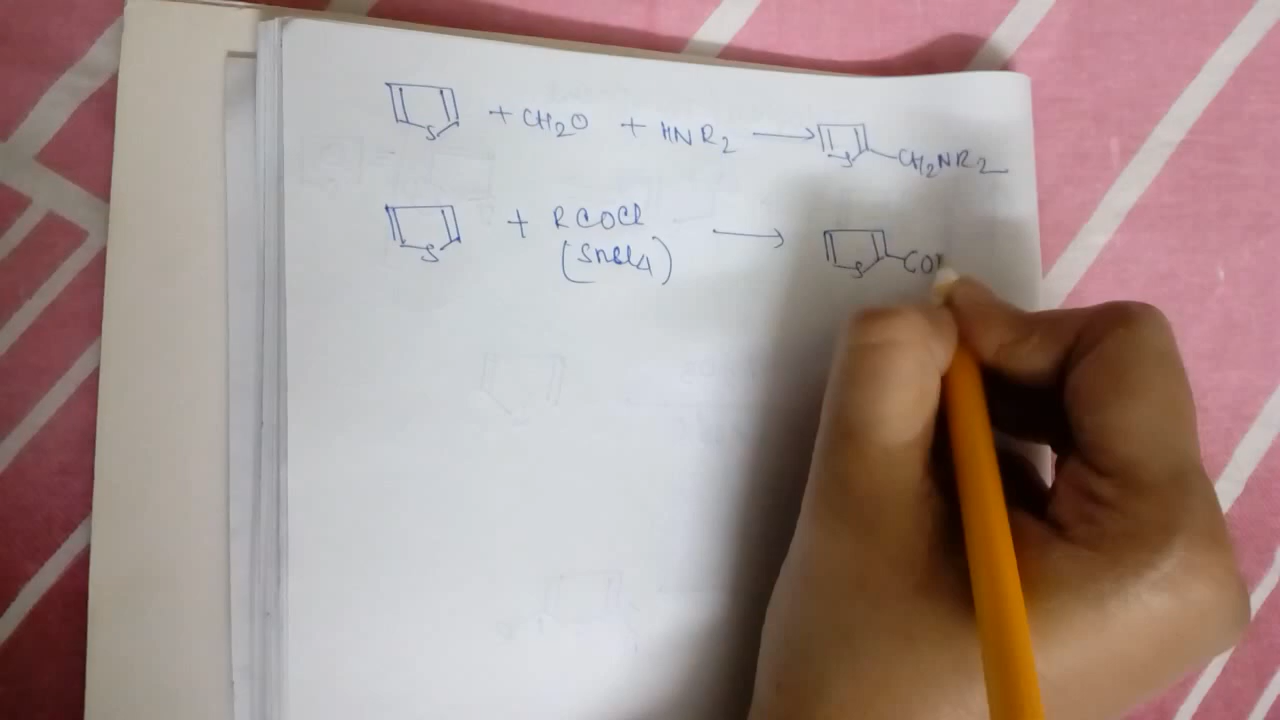 S + CH2O + HNR2 → S CH2NR2
S + RCOCl → S CO
(SnCl4)